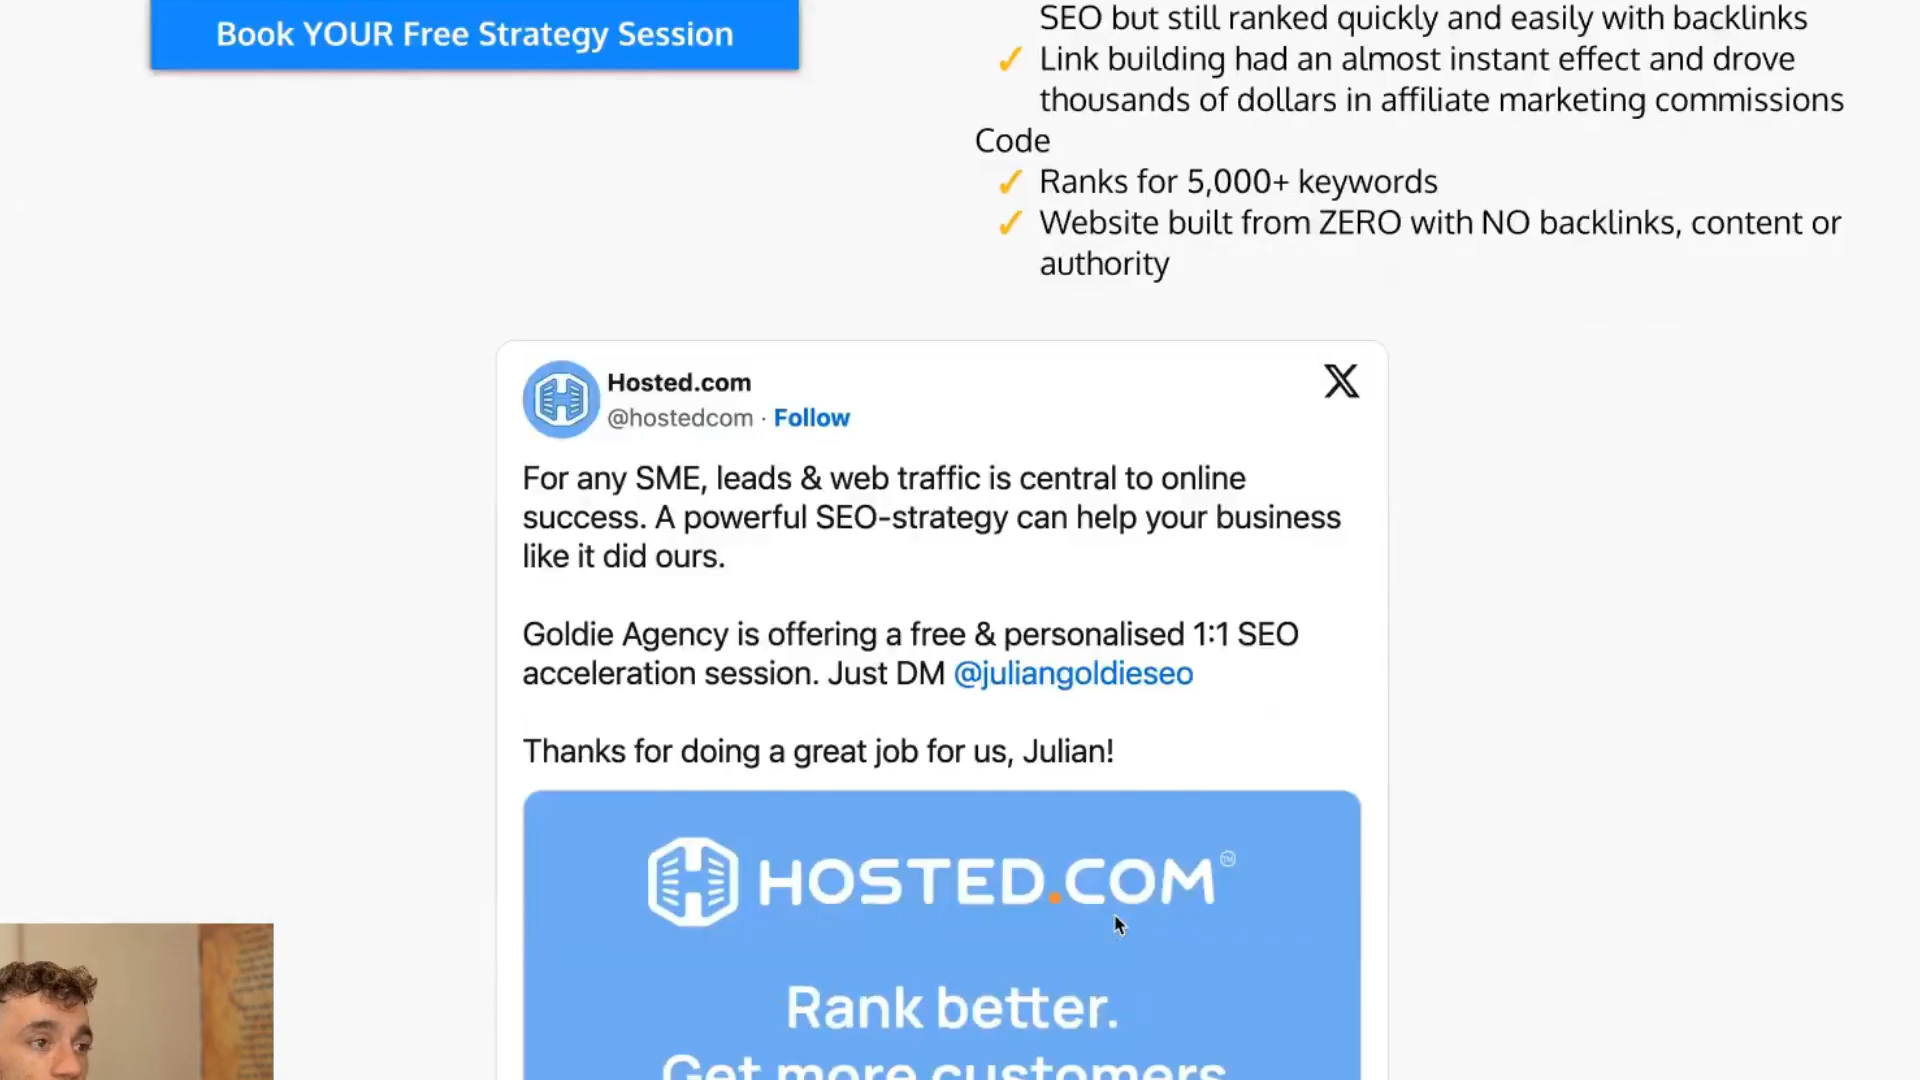 Book YOUR Free Strategy Session
SEO but still ranked quickly and easily with backlinks
✓ Link building had an almost instant effect and drove
thousands of dollars in affiliate marketing commissions
Code
✓ Ranks for 5,000+ keywords
✓ Website built from ZERO with NO backlinks, content or
authority
Hosted.com
@hostedcom · Follow
X
For any SME, leads & web traffic is central to online
success. A powerful SEO-strategy can help your business
like it did ours.
Goldie Agency is offering a free & personalised 1:1 SEO
acceleration session. Just DM @juliangoldieseo
Thanks for doing a great job for us, Julian!
HOSTED.COM™
Rank better.
Get more customers